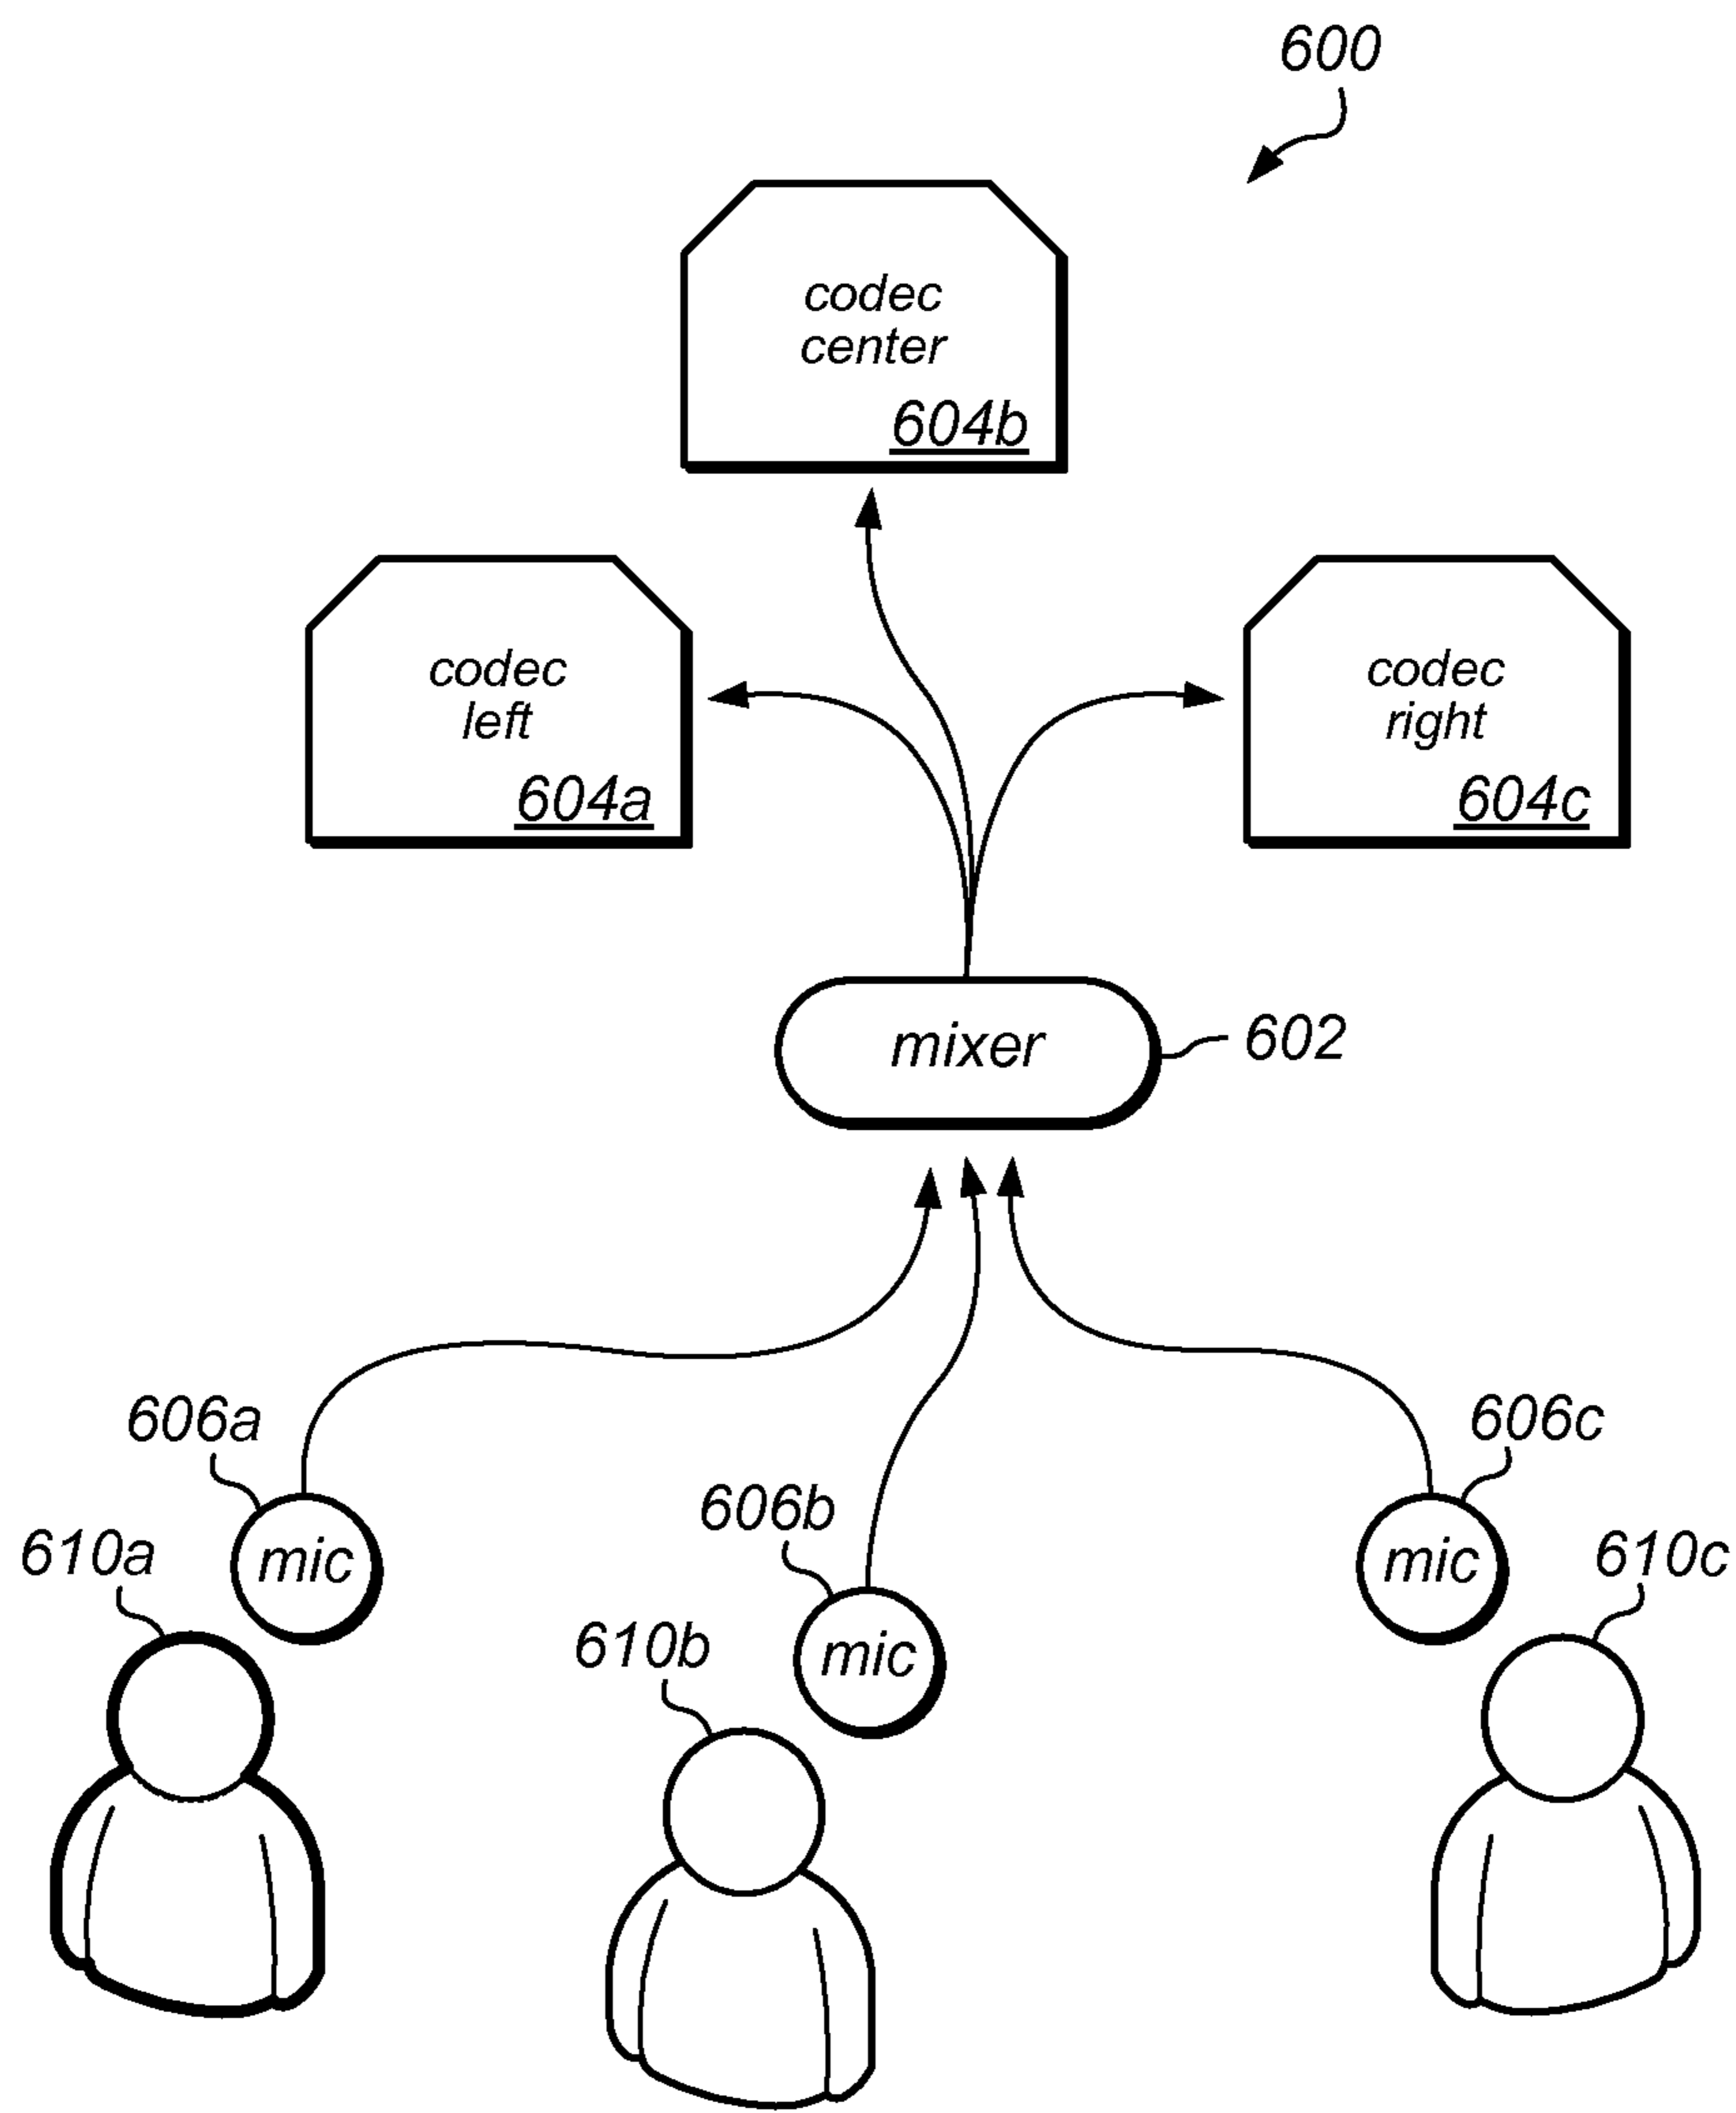 600
codec
center
604b
codec
left
604a
codec
right
604c
mixer
602
606a
mic
610a
606b
mic
610b
606c
mic
610c